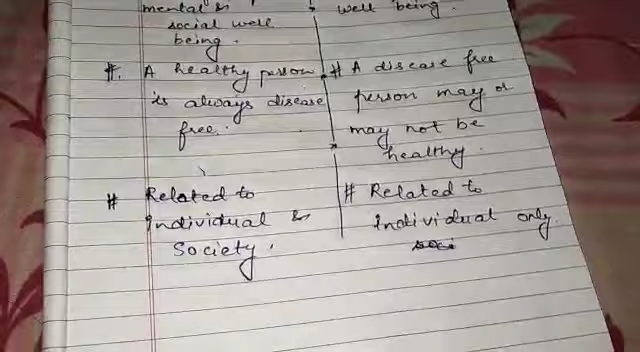 mental &
social well
being.
well being.
#. A healthy person
is always disease
free.
# A disease free
person may or
may not be
healthy.
# Related to
individual &
Society.
# Related to
individual only.